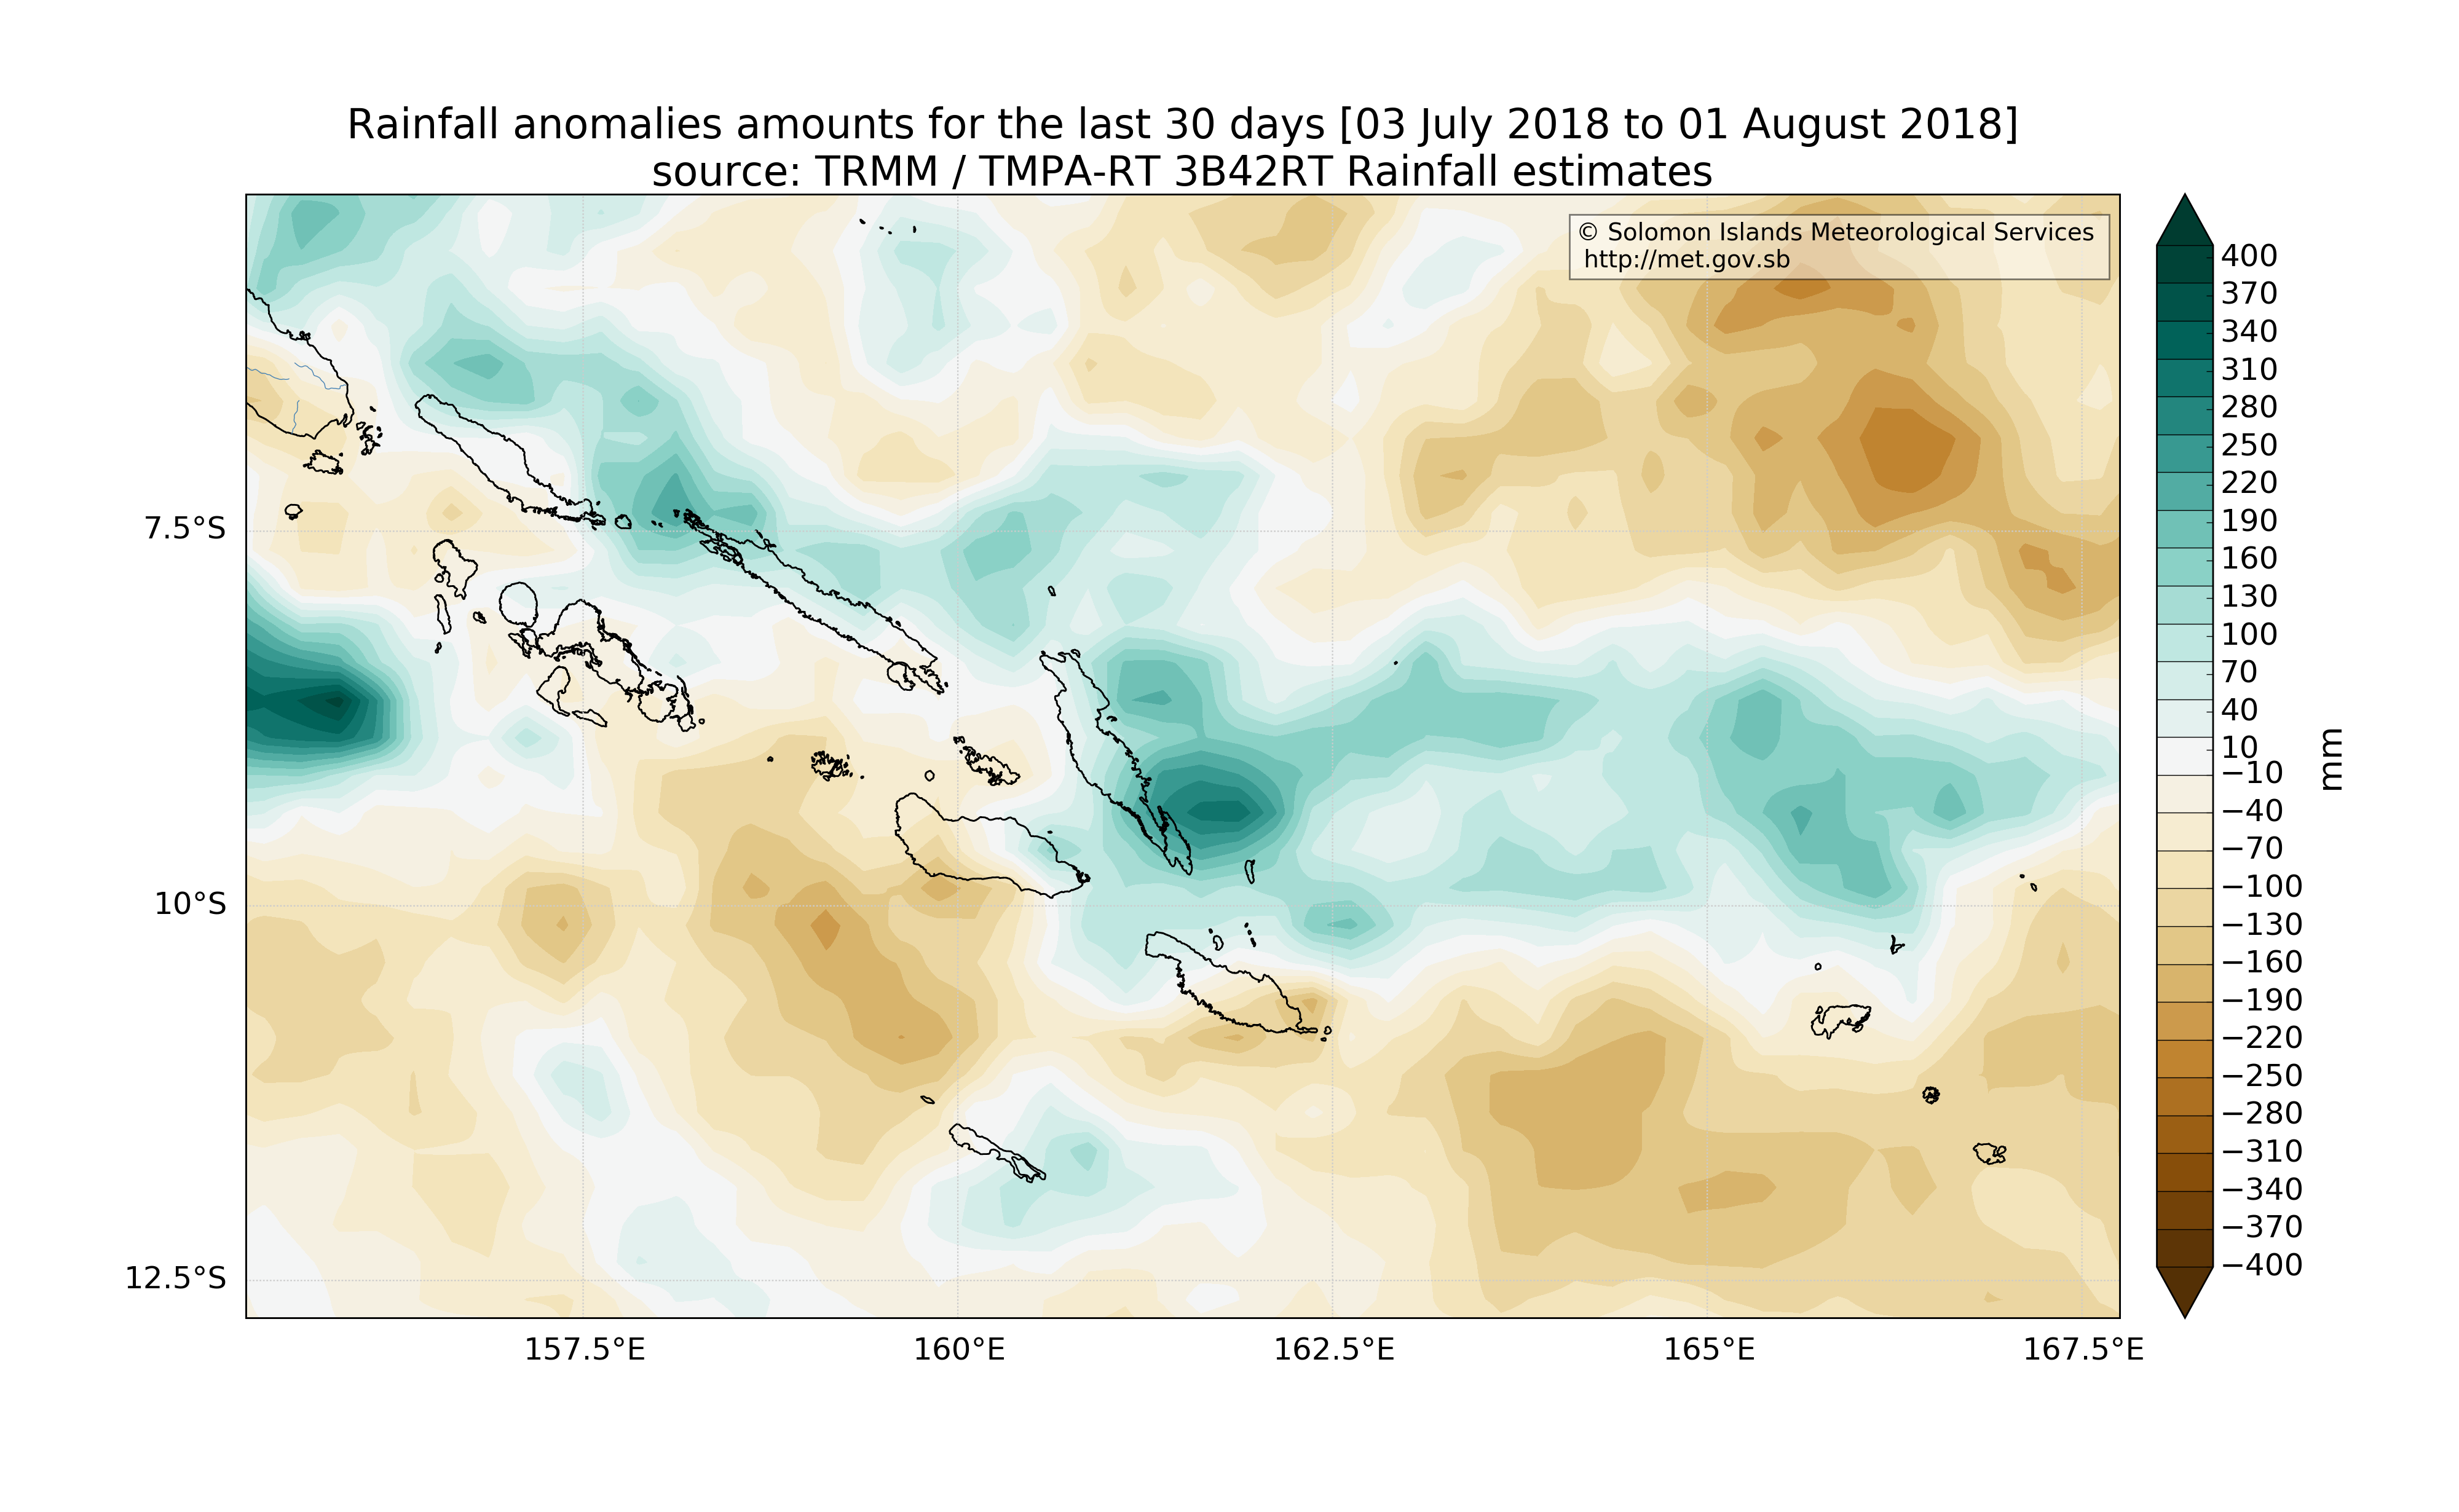 Rainfall anomalies amounts for the last 30 days [03 July 2018 to 01 August 2018]
source: TRMM / TMPA-RT 3B42RT Rainfall estimates
© Solomon Islands Meteorological Services
http://met.gov.sb
7.5°S
10°S
12.5°S
157.5°E
160°E
162.5°E
165°E
167.5°E
400
370
340
310
280
250
220
190
160
130
100
70
40
10
−10
−40
−70
−100
−130
−160
−190
−220
−250
−280
−310
−340
−370
−400
mm